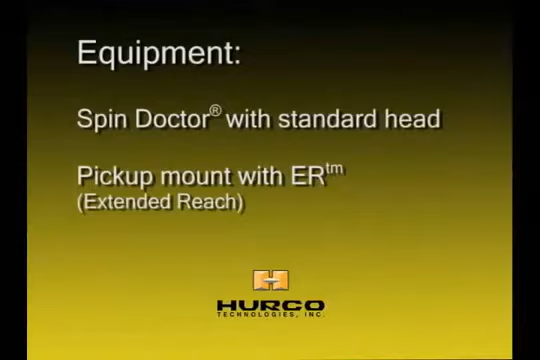 Equipment:
Spin Doctor® with standard head
Pickup mount with ER™
(Extended Reach)
HURCO
TECHNOLOGIES, INC.